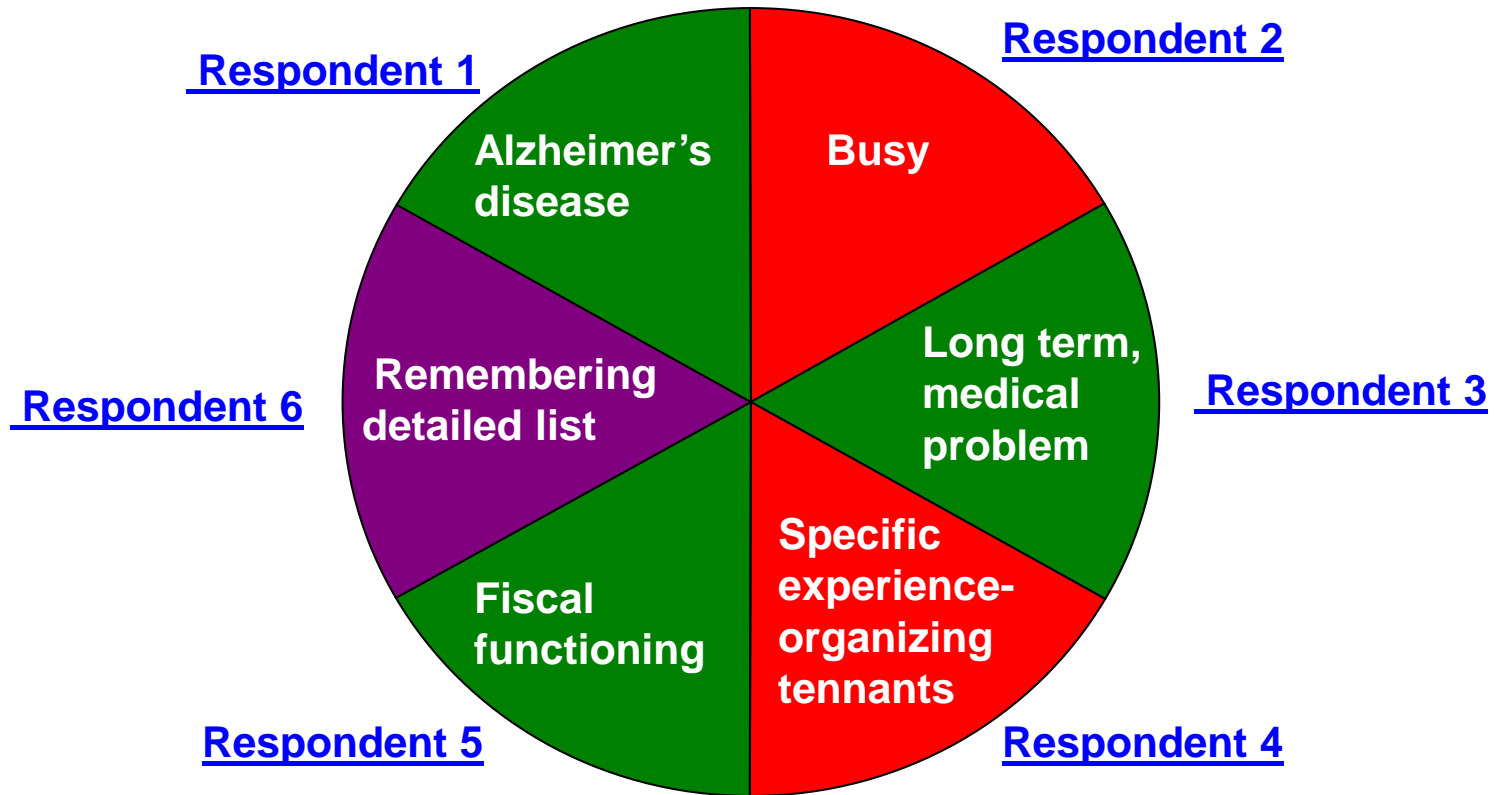 Respondent 1
Alzheimer’s
disease
Respondent 2
Busy
Respondent 3
Long term,
medical
problem
Respondent 4
Specific
experience-
organizing
tennants
Respondent 5
Fiscal
functioning
Respondent 6
Remembering
detailed list